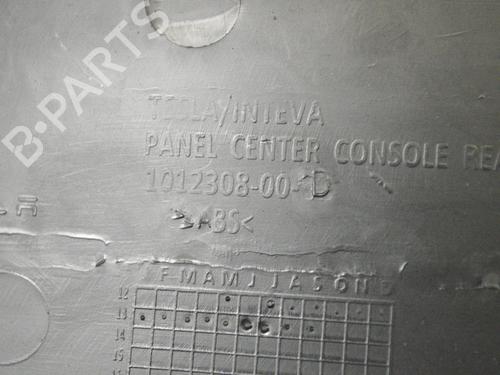 B-PARTS
TESLA/INTEVA
PANEL CENTER CONSOLE REA
1012308-00-D
>ABS<
F M A M J J A S O N D
12
13
14
15